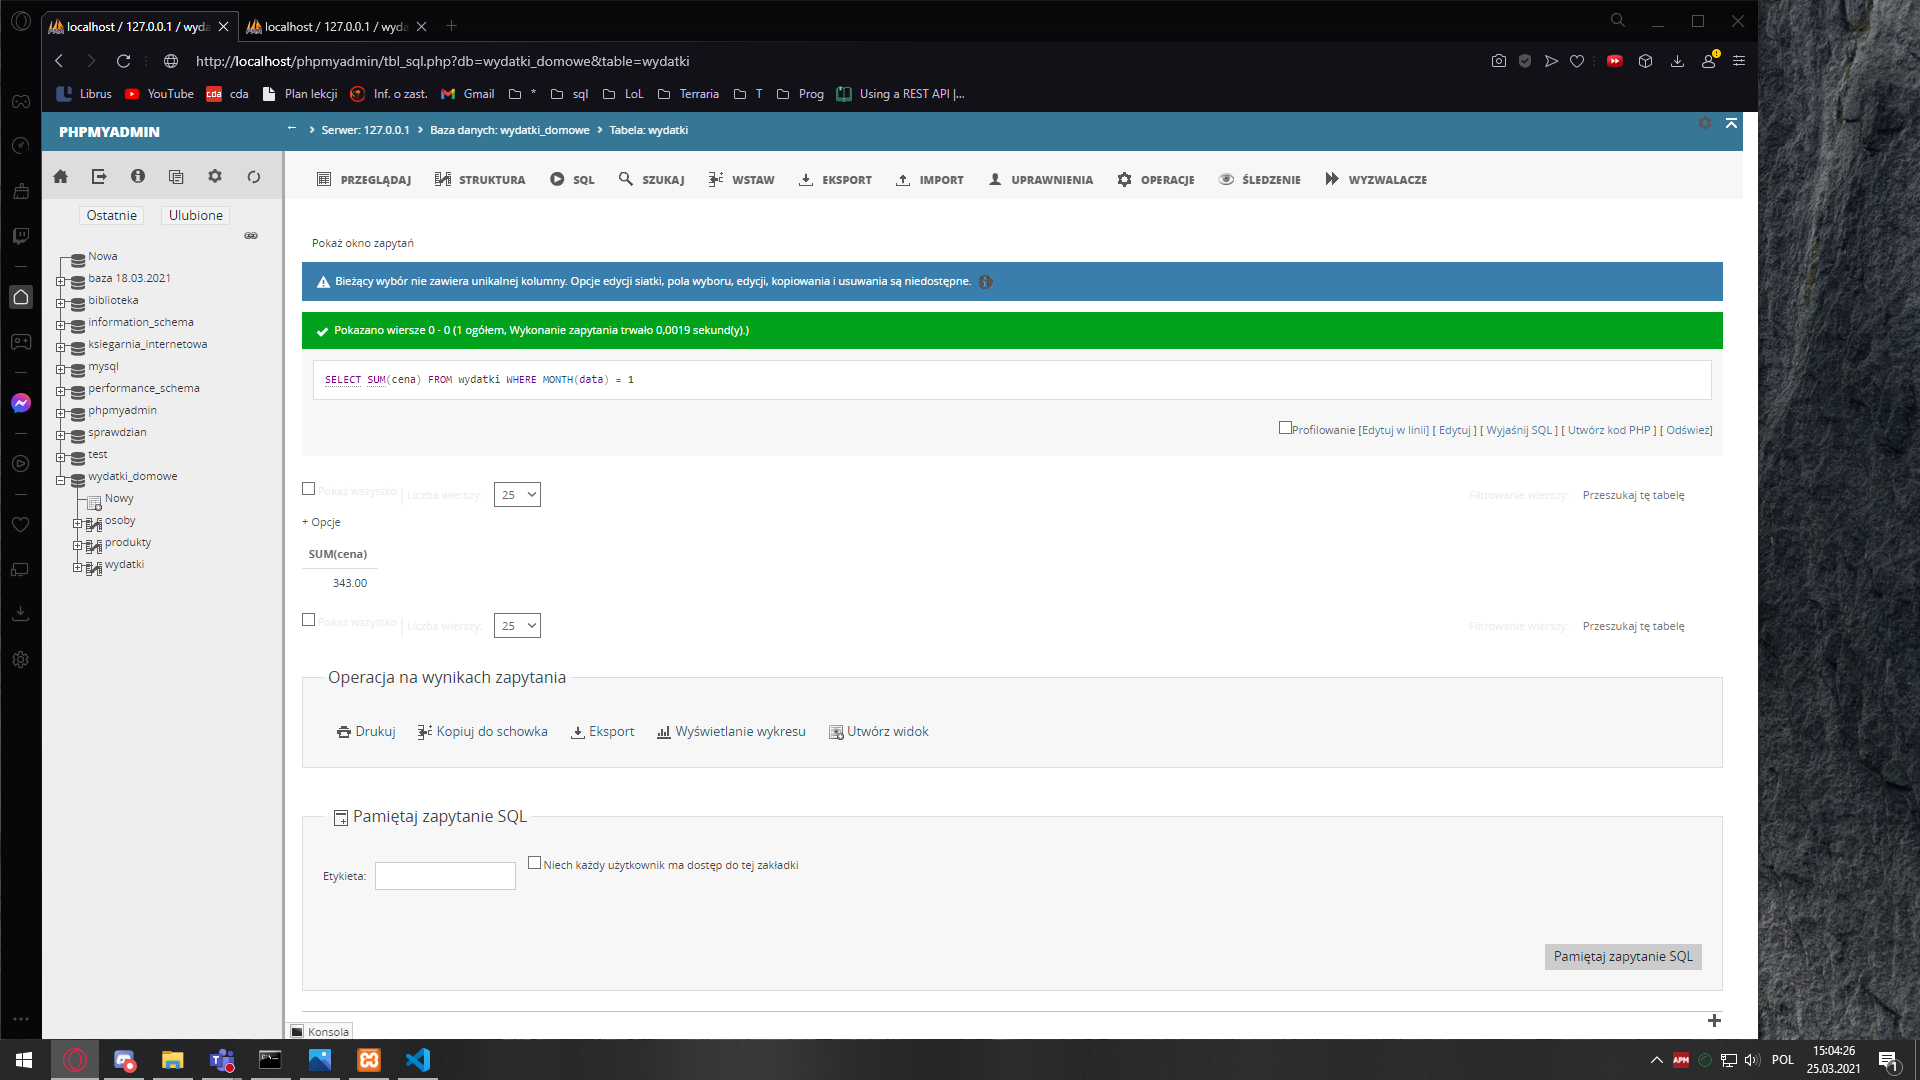 localhost / 127.0.0.1 / wyda
localhost / 127.0.0.1 / wyda
http://localhost/phpmyadmin/tbl_sql.php?db=wydatki_domowe&table=wydatki
Librus YouTube cda cda Plan lekcji Inf. o zast. Gmail * sql LoL Terraria T Prog Using a REST API |...
PHPMYADMIN
Serwer: 127.0.0.1 Baza danych: wydatki_domowe Tabela: wydatki
PRZEGLĄDAJ STRUKTURA SQL SZUKAJ WSTAW EKSPORT IMPORT UPRAWNIENIA OPERACJE ŚLEDZENIE WYZWALACZE
Ostatnie Ulubione
Nowa
baza 18.03.2021
biblioteka
information_schema
ksiegarnia_internetowa
mysql
performance_schema
phpmyadmin
sprawdzian
test
wydatki_domowe
Nowy
osoby
produkty
wydatki
Pokaż okno zapytań
Bieżący wybór nie zawiera unikalnej kolumny. Opcje edycji siatki, pola wyboru, edycji, kopiowania i usuwania są niedostępne.
Pokazano wiersze 0 - 0 (1 ogółem, Wykonanie zapytania trwało 0,0019 sekund(y).)
SELECT SUM(cena) FROM wydatki WHERE MONTH(data) = 1
Profilowanie [Edytuj w linii] [ Edytuj ] [ Wyjaśnij SQL ] [ Utwórz kod PHP ] [ Odśwież]
Pokaż wszystko | Liczba wierszy: 25 Filtrowanie wierszy: Przeszukaj tę tabelę
+ Opcje
SUM(cena)
343.00
Pokaż wszystko | Liczba wierszy: 25 Filtrowanie wierszy: Przeszukaj tę tabelę
Operacja na wynikach zapytania
Drukuj Kopiuj do schowka Eksport Wyświetlanie wykresu Utwórz widok
Pamiętaj zapytanie SQL
Etykieta: Niech każdy użytkownik ma dostęp do tej zakładki
Pamiętaj zapytanie SQL
Konsola
APM POL 15:04:26
25.03.2021
1